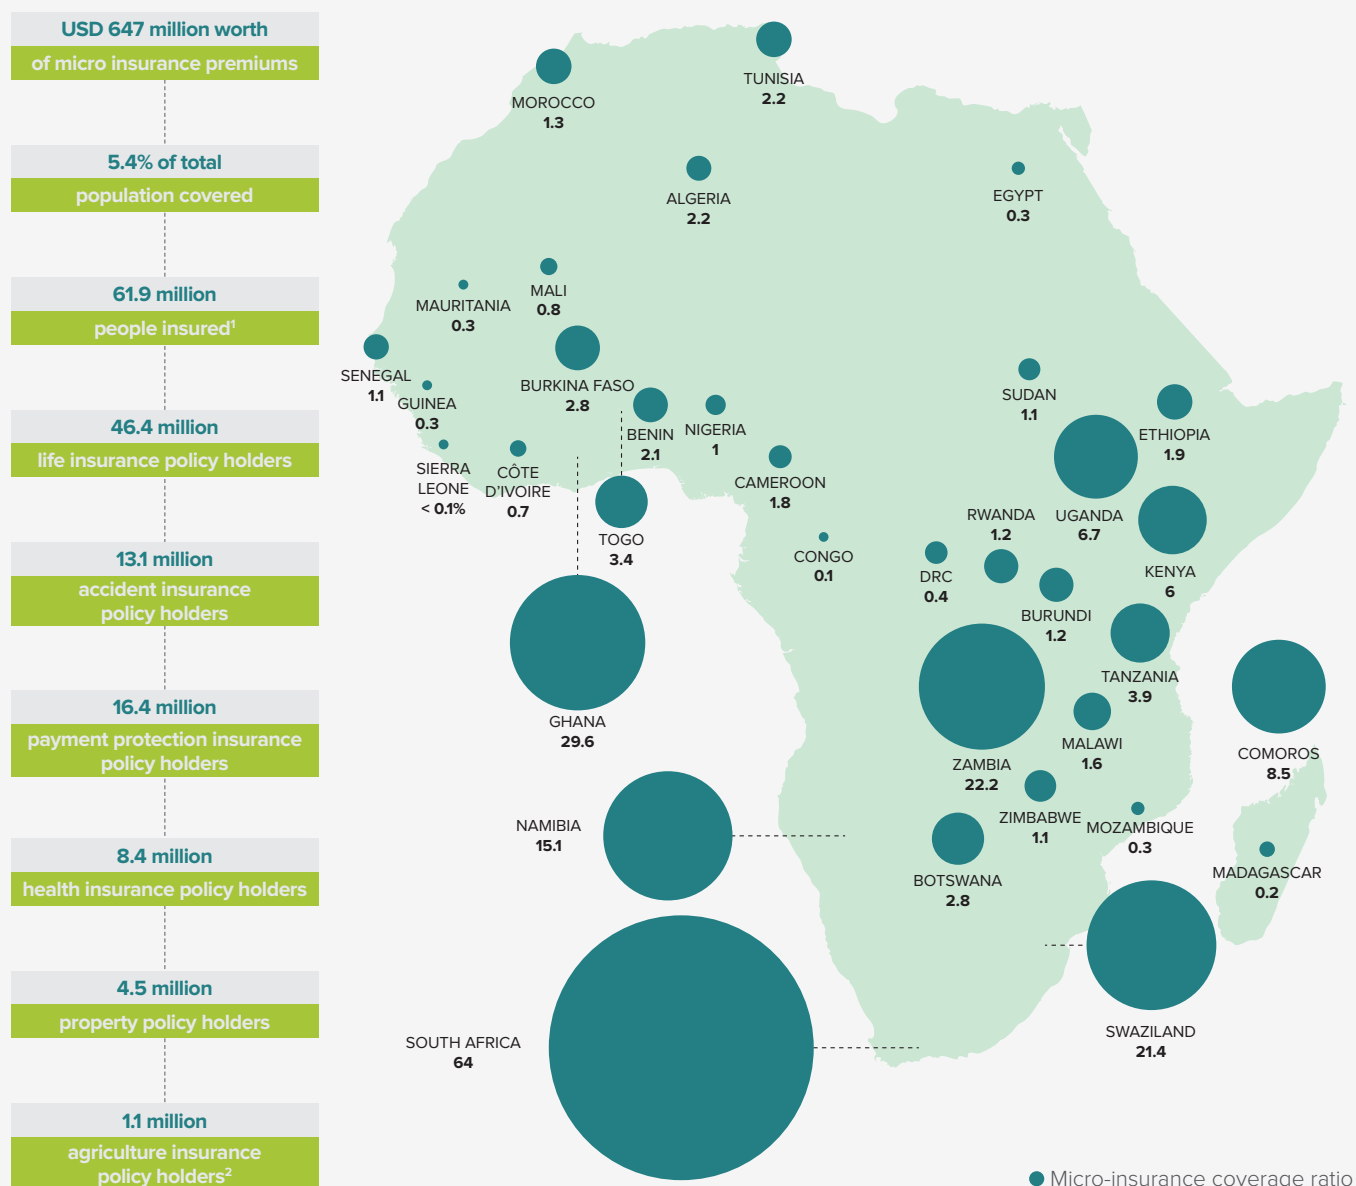 USD 647 million worth
of micro insurance premiums
5.4% of total
population covered
61.9 million
people insured¹
46.4 million
life insurance policy holders
13.1 million
accident insurance
policy holders
16.4 million
payment protection insurance
policy holders
8.4 million
health insurance policy holders
4.5 million
property policy holders
1.1 million
agriculture insurance
policy holders²
MOROCCO
1.3
TUNISIA
2.2
ALGERIA
2.2
EGYPT
0.3
MAURITANIA
0.3
MALI
0.8
SENEGAL
1.1
GUINEA
0.3
BURKINA FASO
2.8
BENIN
2.1
NIGERIA
1
SUDAN
1.1
ETHIOPIA
1.9
SIERRA
LEONE
< 0.1%
CÔTE
D'IVOIRE
0.7
TOGO
3.4
CAMEROON
1.8
CONGO
0.1
DRC
0.4
RWANDA
1.2
UGANDA
6.7
KENYA
6
BURUNDI
1.2
TANZANIA
3.9
GHANA
29.6
ZAMBIA
22.2
MALAWI
1.6
COMOROS
8.5
NAMIBIA
15.1
ZIMBABWE
1.1
MOZAMBIQUE
0.3
BOTSWANA
2.8
MADAGASCAR
0.2
SOUTH AFRICA
64
SWAZILAND
21.4
Micro-insurance coverage ratio